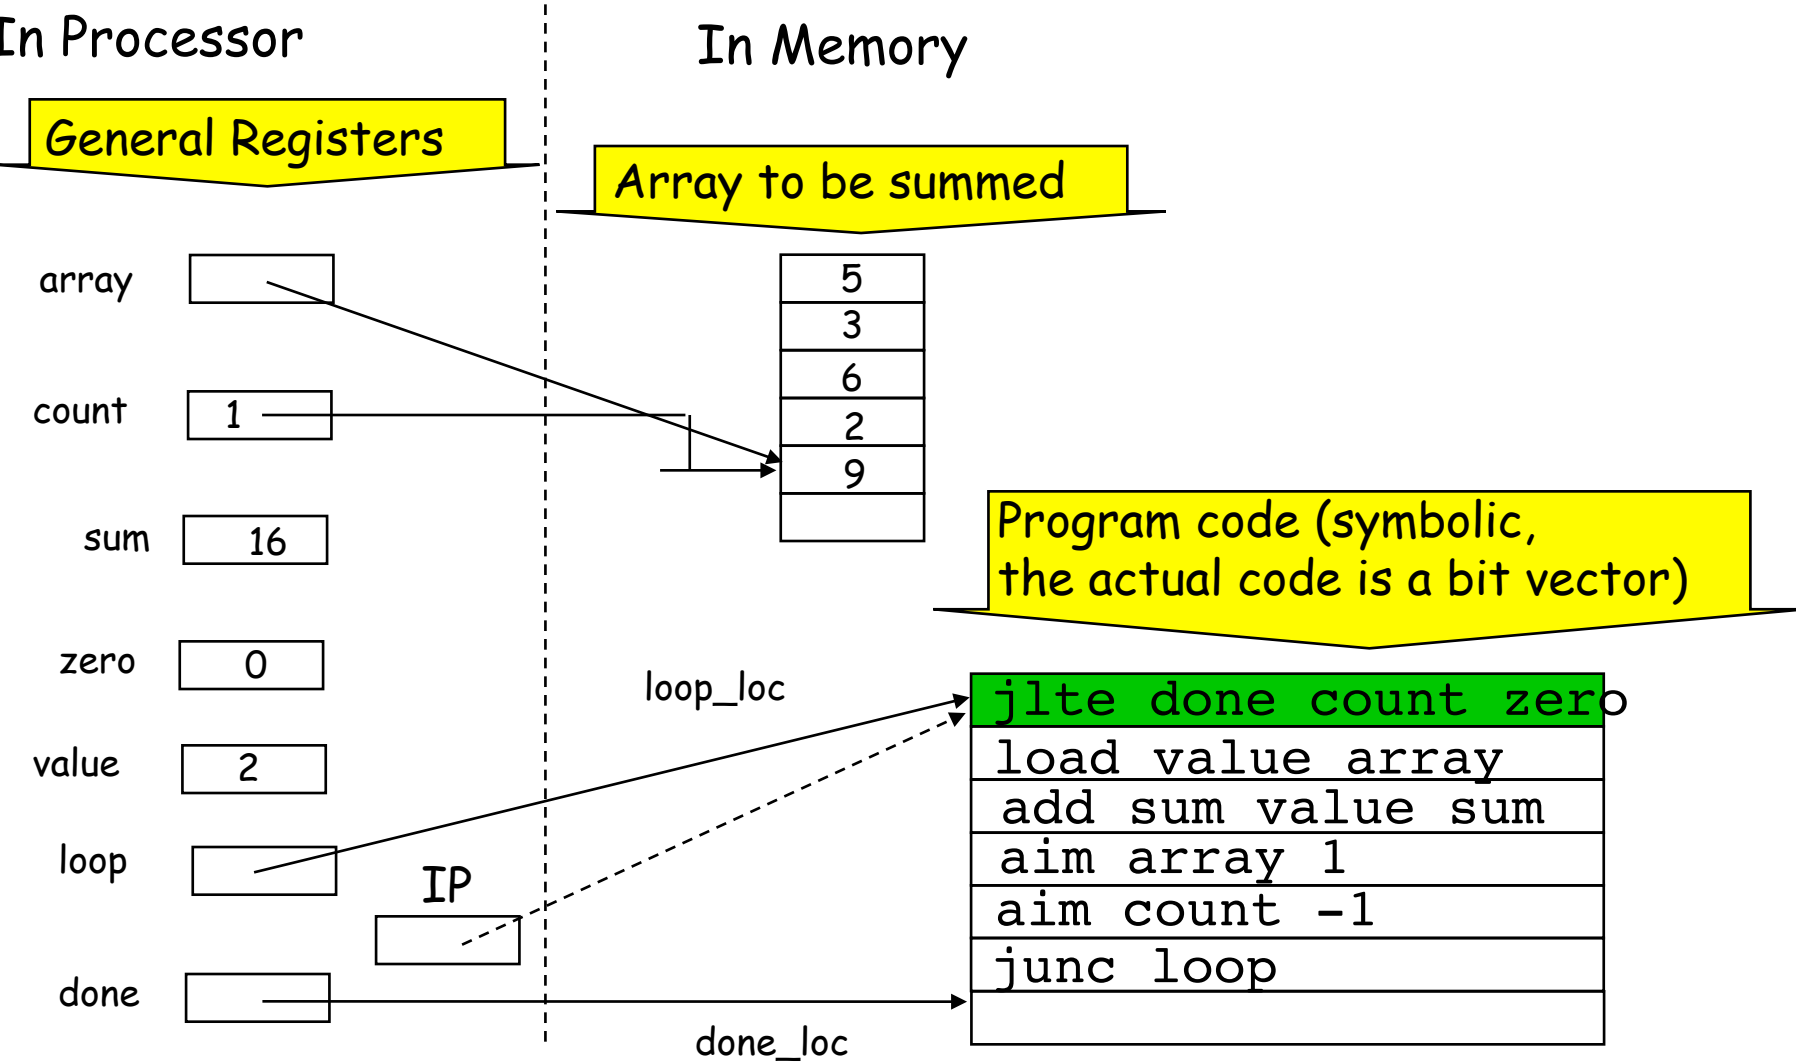 In Processor
In Memory
General Registers
Array to be summed
array
count 1
sum 16
zero 0
value 2
loop
IP
done
5
3
6
2
9
Program code (symbolic,
the actual code is a bit vector)
loop_loc
done_loc
jlte done count zero
load value array
add sum value sum
aim array 1
aim count -1
junc loop